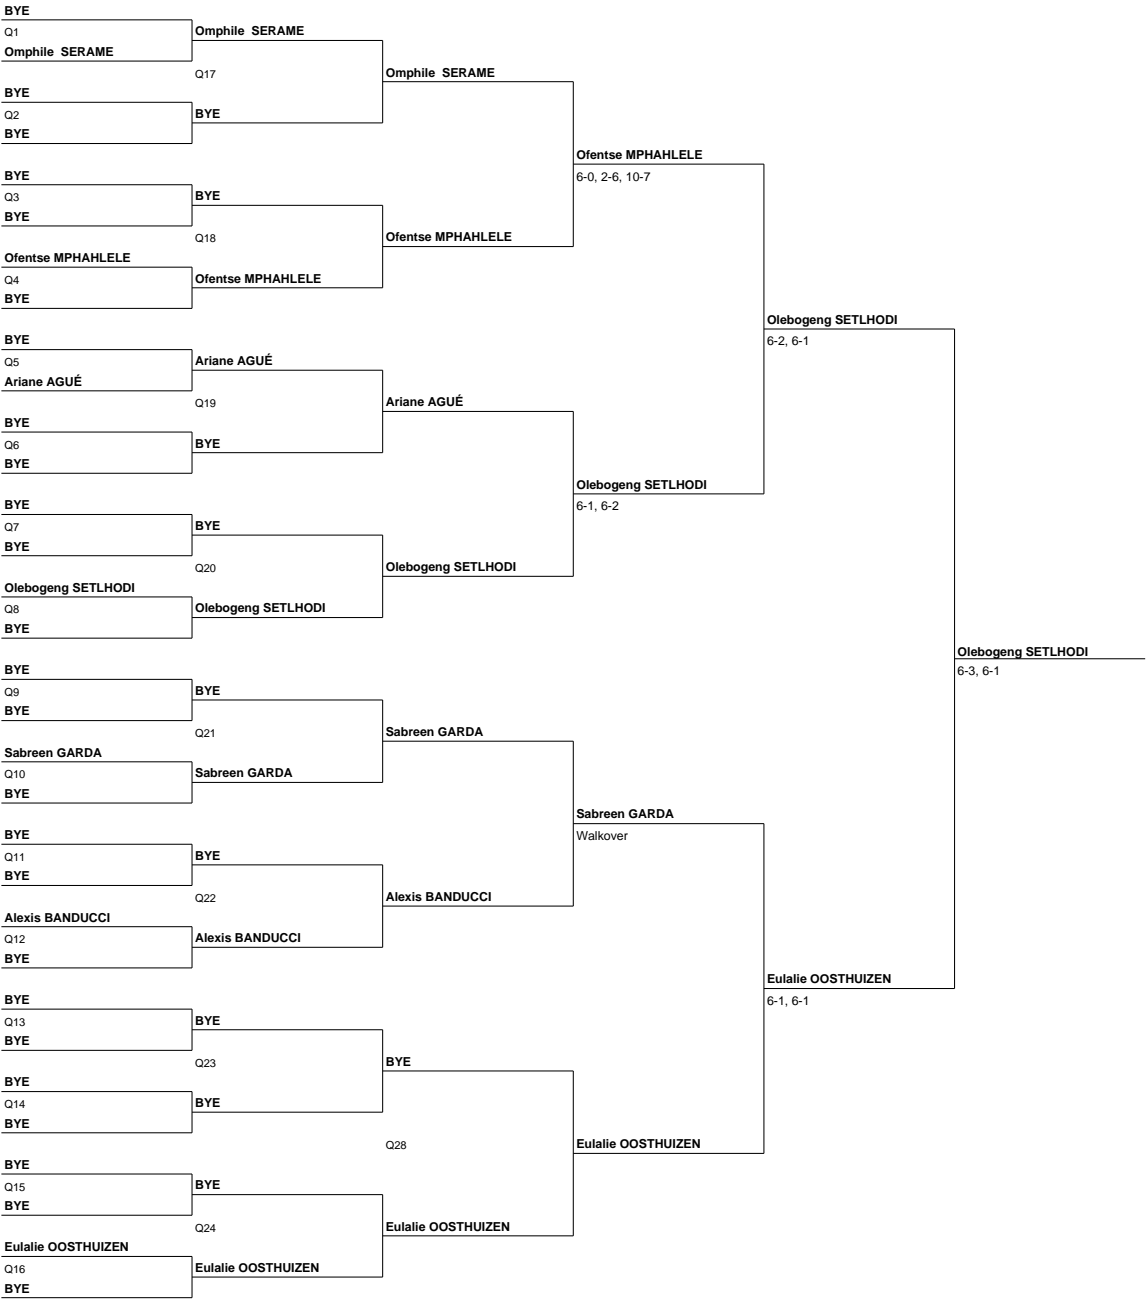 BYE
Q1
Omphile  SERAME
BYE
Q2
BYE
BYE
Q3
BYE
Ofentse MPHAHLELE
Q4
BYE
BYE
Q5
Ariane AGUÉ
BYE
Q6
BYE
BYE
Q7
BYE
Olebogeng SETLHODI
Q8
BYE
BYE
Q9
BYE
Sabreen GARDA
Q10
BYE
BYE
Q11
BYE
Alexis BANDUCCI
Q12
BYE
BYE
Q13
BYE
BYE
Q14
BYE
BYE
Q15
BYE
Eulalie OOSTHUIZEN
Q16
BYE
Omphile  SERAME
Q17
BYE
BYE
Q18
Ofentse MPHAHLELE
Ariane AGUÉ
Q19
BYE
BYE
Q20
Olebogeng SETLHODI
BYE
Q21
Sabreen GARDA
BYE
Q22
Alexis BANDUCCI
BYE
Q23
BYE
BYE
Q24
Eulalie OOSTHUIZEN
Omphile  SERAME
Ofentse MPHAHLELE
Ariane AGUÉ
Olebogeng SETLHODI
Sabreen GARDA
Alexis BANDUCCI
BYE
Q28
Eulalie OOSTHUIZEN
Ofentse MPHAHLELE
6-0, 2-6, 10-7
Olebogeng SETLHODI
6-1, 6-2
Sabreen GARDA
Walkover
Eulalie OOSTHUIZEN
Olebogeng SETLHODI
6-2, 6-1
Eulalie OOSTHUIZEN
6-1, 6-1
Olebogeng SETLHODI
6-3, 6-1